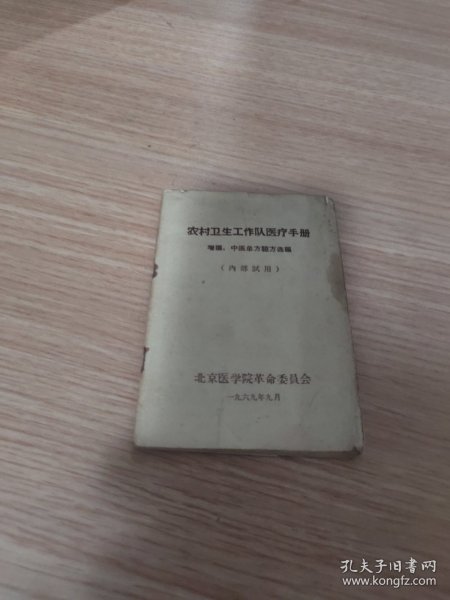 农村卫生工作队医疗手册
增编：中医单方验方选编
（内部試用）
北京医学院革命委員会
一九六九年九月
孔夫子旧书网
www.kongfz.com